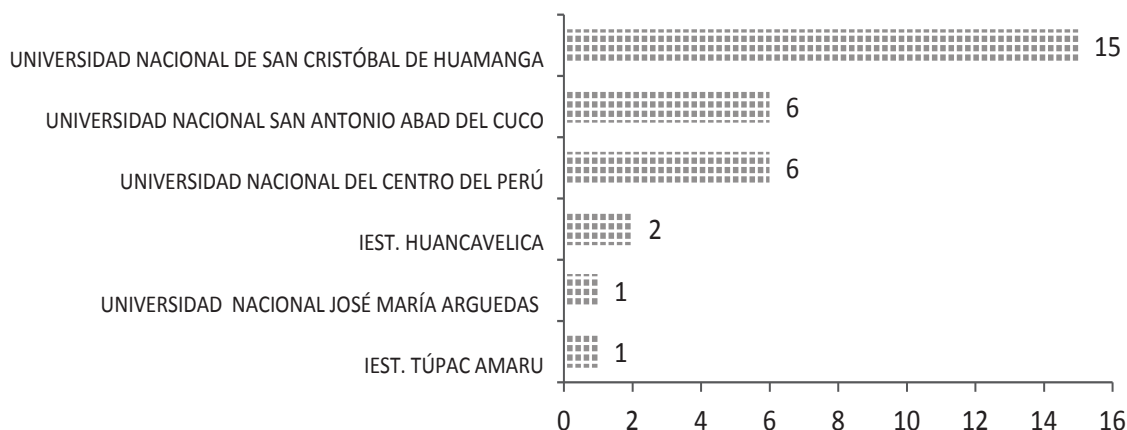 UNIVERSIDAD NACIONAL DE SAN CRISTÓBAL DE HUAMANGA 15
UNIVERSIDAD NACIONAL SAN ANTONIO ABAD DEL CUCO 6
UNIVERSIDAD NACIONAL DEL CENTRO DEL PERÚ 6
IEST. HUANCAVELICA 2
UNIVERSIDAD NACIONAL JOSÉ MARÍA ARGUEDAS 1
IEST. TÚPAC AMARU 1
0 2 4 6 8 10 12 14 16